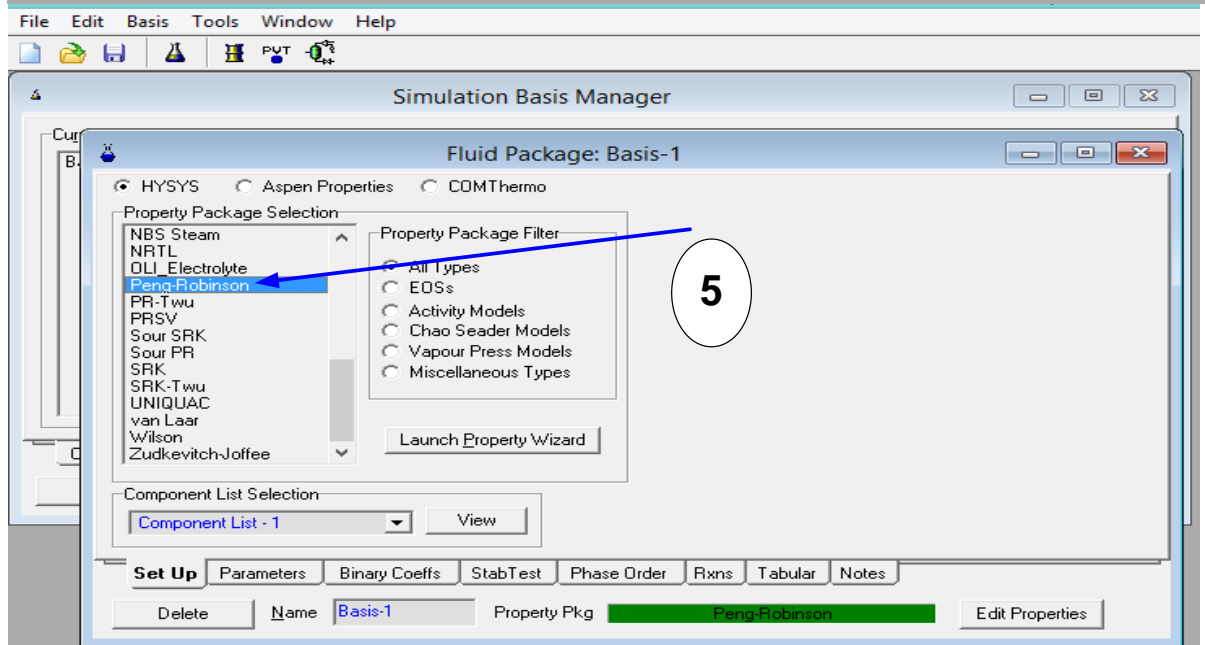 File Edit Basis Tools Window Help
PVT
Simulation Basis Manager
Cur
B
Fluid Package: Basis-1
HYSYS Aspen Properties COMThermo
Property Package Selection
NBS Steam
NRTL
OLI_Electrolyte
Peng-Robinson
PR-Twu
PRSV
Sour SRK
Sour PR
SRK
SRK-Twu
UNIQUAC
van Laar
Wilson
Zudkevitch-Joffee
Property Package Filter
All Types
EOSs
Activity Models
Chao Seader Models
Vapour Press Models
Miscellaneous Types
Launch Property Wizard
5
Component List Selection
Component List - 1
View
Set Up Parameters Binary Coeffs StabTest Phase Order Rxns Tabular Notes
Delete Name Basis-1 Property Pkg Peng-Robinson Edit Properties